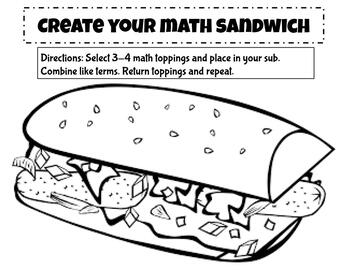 CREATE YOUR MATH SANDWICH
Directions: Select 3-4 math toppings and place in your sub.
Combine like terms. Return toppings and repeat.